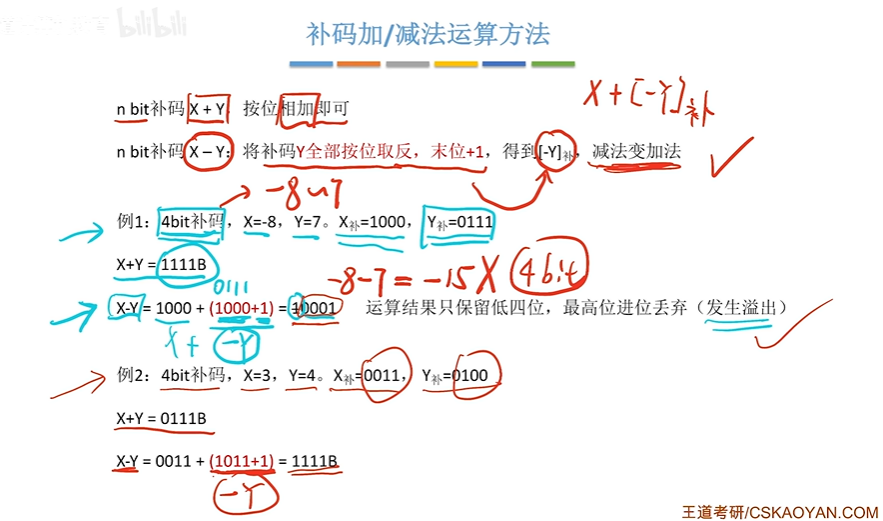 bilibili
补码加/减法运算方法
n bit补码 X + Y：按位相加即可
X+[-Y]补
n bit补码 X – Y：将补码Y全部按位取反，末位+1，得到[-Y]补，减法变加法
-8~7
例1：4bit补码，X=-8，Y=7。X补=1000， Y补=0111
X+Y = 1111B
-8-7=-15 X 4bit
0111
X-Y = 1000 + (1000+1) = 10001 运算结果只保留低四位，最高位进位丢弃（发生溢出）
X+ -Y
例2：4bit补码，X=3，Y=4。X补=0011， Y补=0100
X+Y = 0111B
X-Y = 0011 + (1011+1) = 1111B
-Y
王道考研/CSKAOYAN.COM